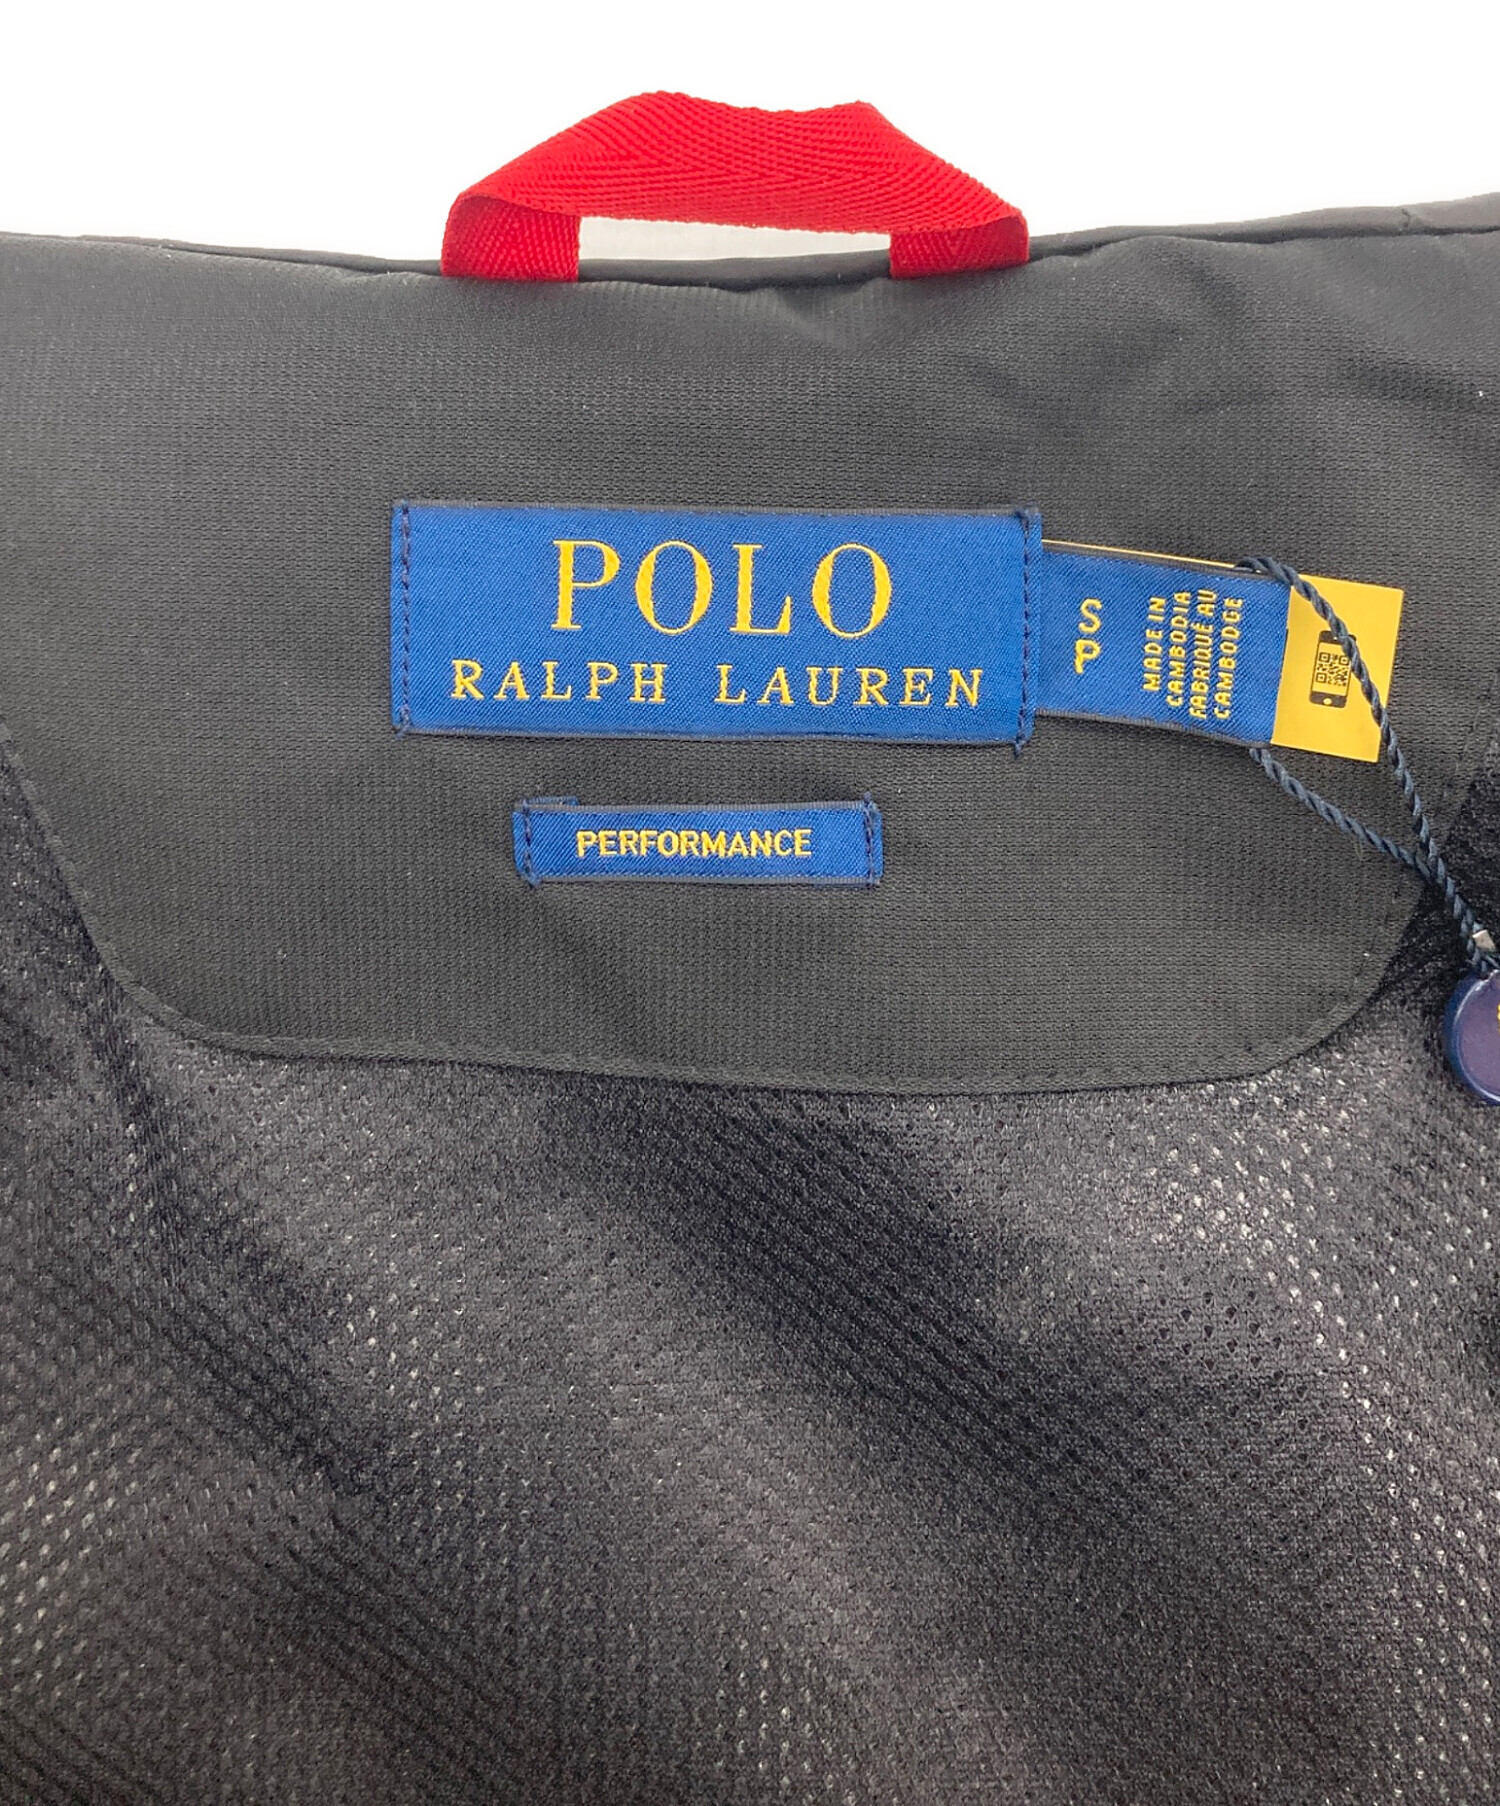 POLO
RALPH LAUREN
S
P
MADE IN
CAMBODIA
FABRIQUÉ AU
CAMBODGE
PERFORMANCE